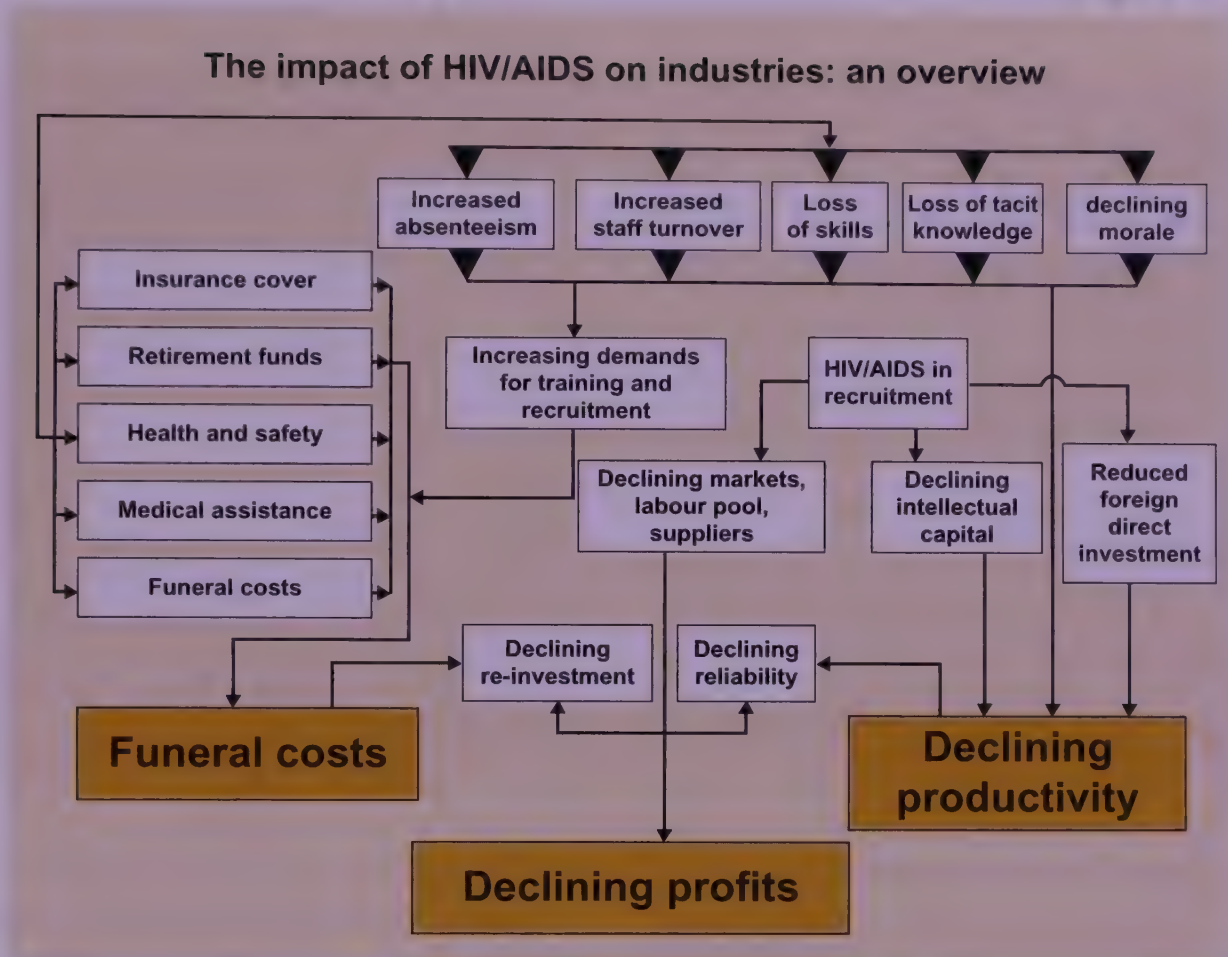 The impact of HIV/AIDS on industries: an overview
Increased
absenteeism
Increased
staff turnover
Loss
of skills
Loss of tacit
knowledge
declining
morale
Insurance cover
Retirement funds
Health and safety
Medical assistance
Funeral costs
Increasing demands
for training and
recruitment
HIV/AIDS in
recruitment
Declining markets,
labour pool,
suppliers
Declining
intellectual
capital
Reduced
foreign
direct
investment
Declining
re-investment
Declining
reliability
Funeral costs
Declining
productivity
Declining profits